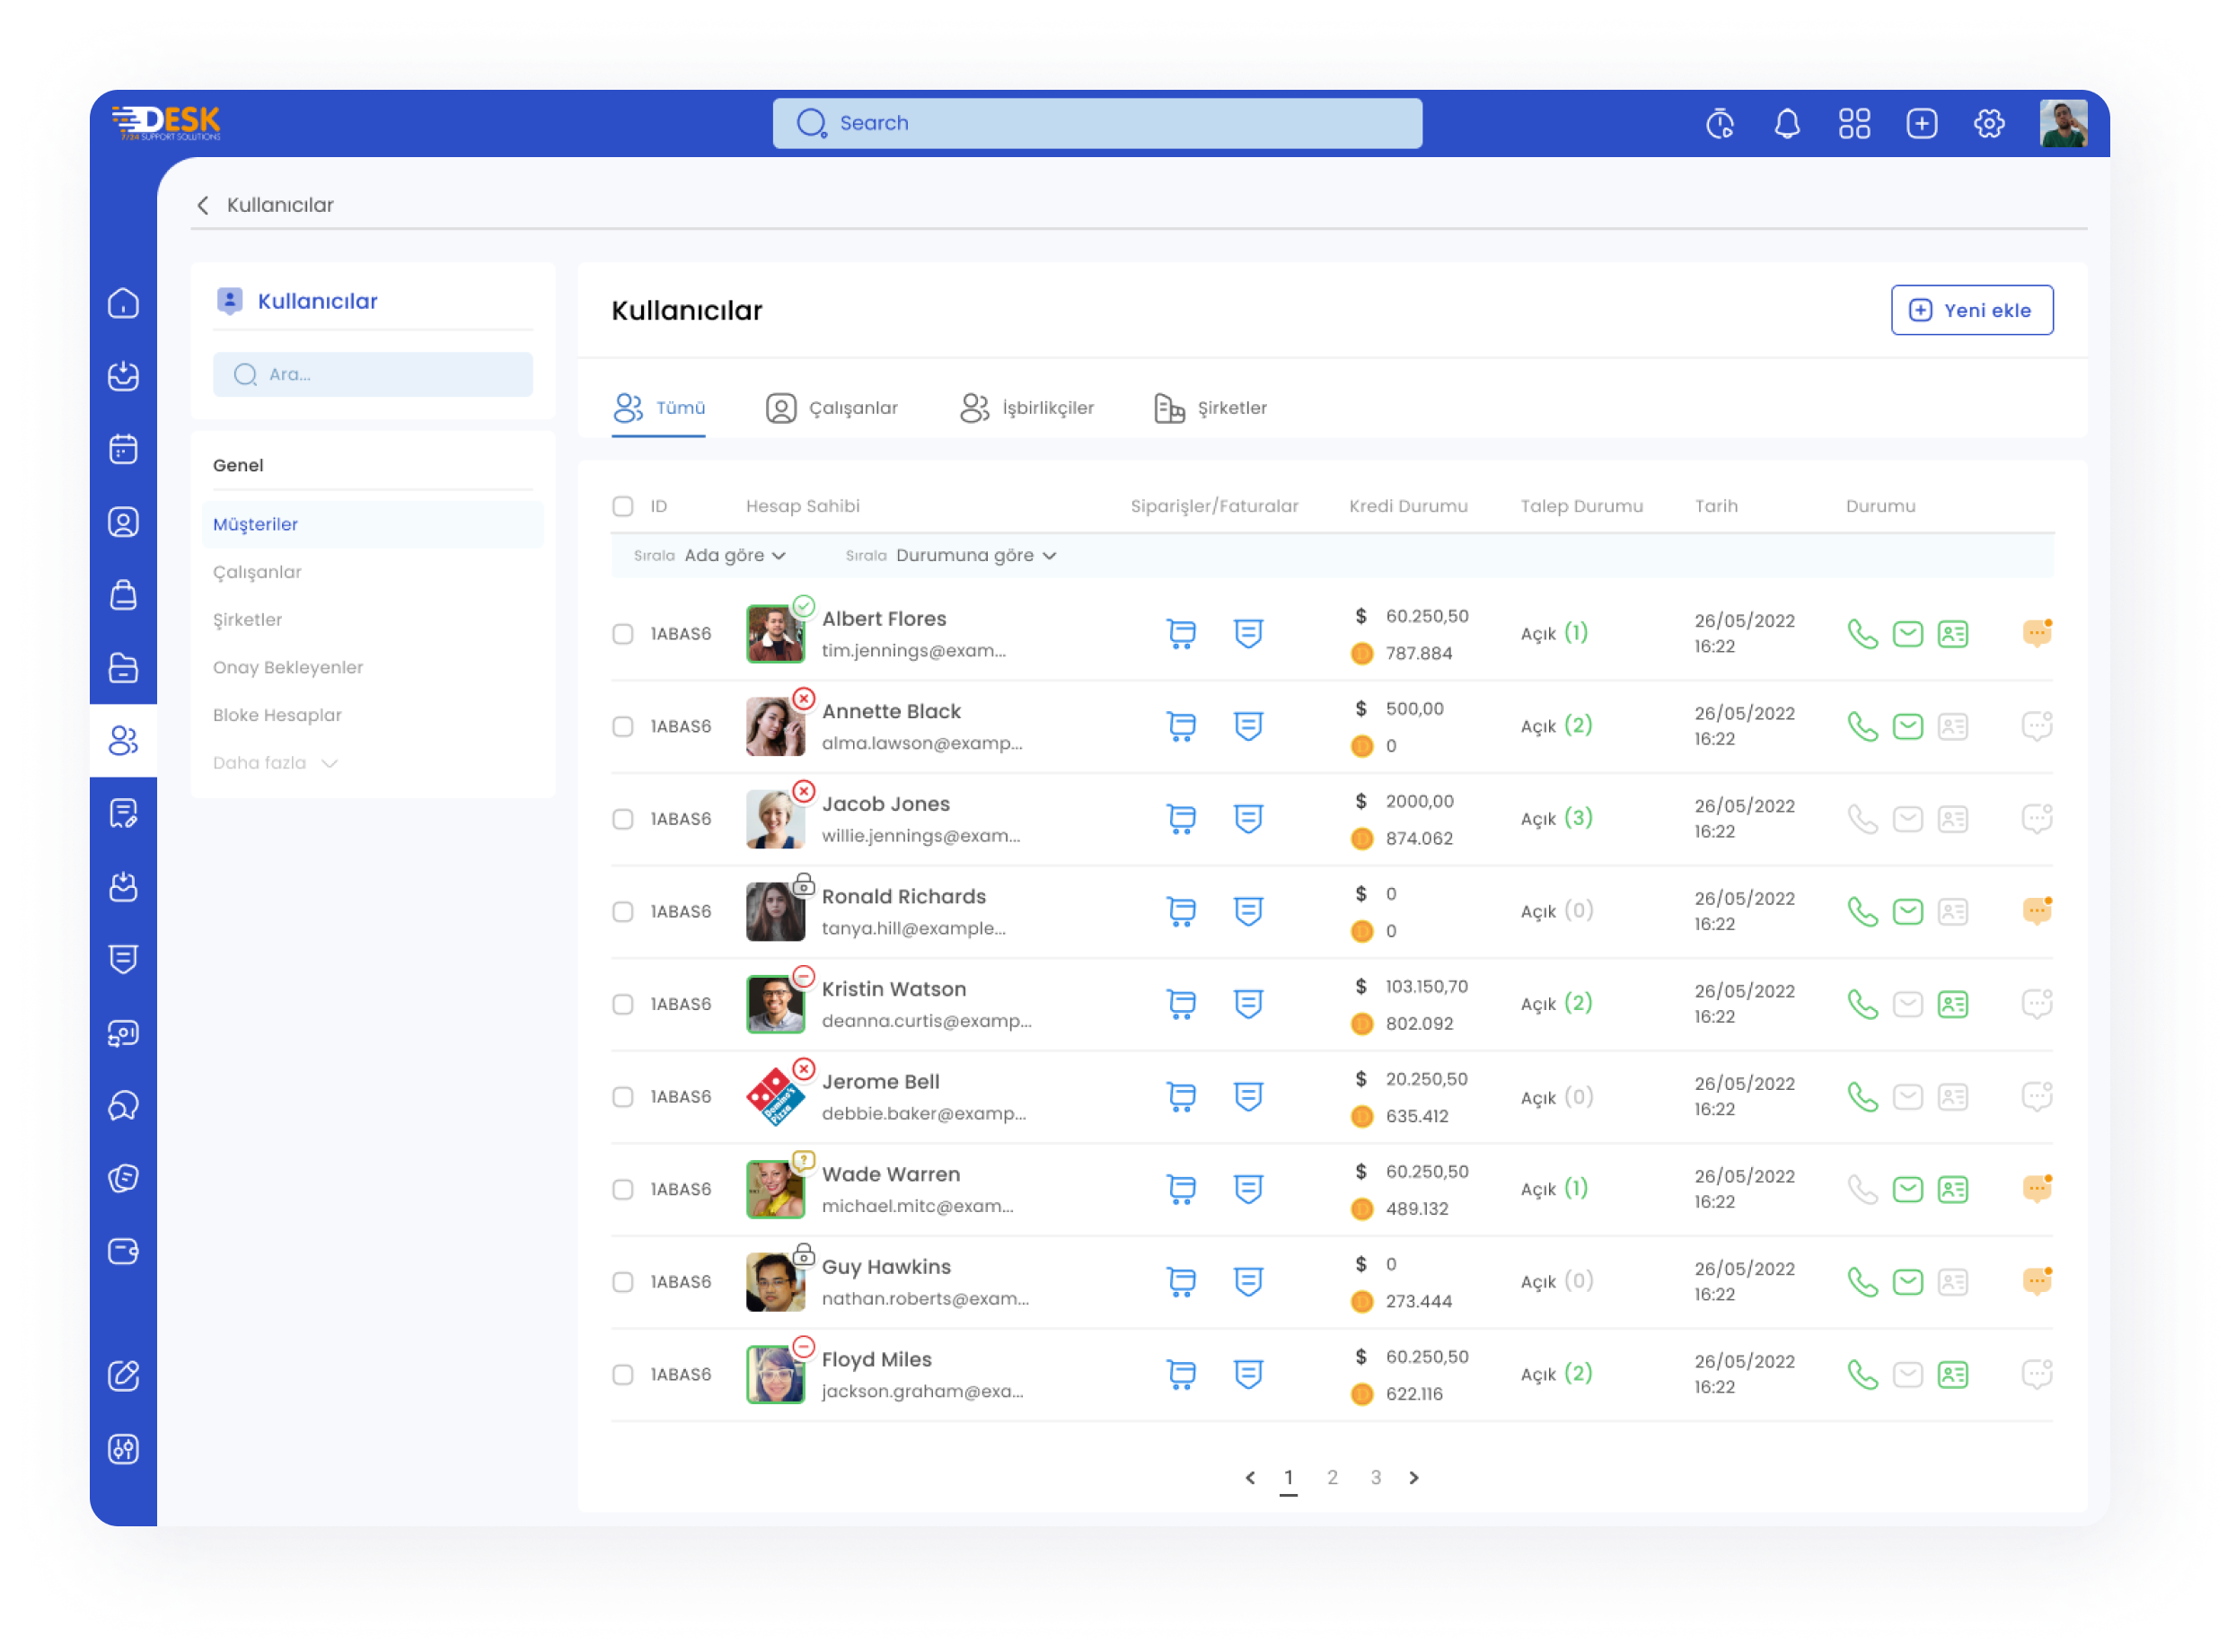 DESK
7/24 SUPPORT SOLUTIONS
Search
Kullanıcılar
Kullanıcılar
Ara...
Genel
Müşteriler
Çalışanlar
Şirketler
Onay Bekleyenler
Bloke Hesaplar
Daha fazla
Kullanıcılar
Yeni ekle
Tümü Çalışanlar İşbirlikçiler Şirketler
ID Hesap Sahibi Siparişler/Faturalar Kredi Durumu Talep Durumu Tarih Durumu
Sırala Ada göre Sırala Durumuna göre
1ABAS6 Albert Flores $ 60.250,50 Açık (1) 26/05/2022
tim.jennings@exam... 787.884 16:22
1ABAS6 Annette Black $ 500,00 Açık (2) 26/05/2022
alma.lawson@examp... 0 16:22
1ABAS6 Jacob Jones $ 2000,00 Açık (3) 26/05/2022
willie.jennings@exam... 874.062 16:22
1ABAS6 Ronald Richards $ 0 Açık (0) 26/05/2022
tanya.hill@example... 0 16:22
1ABAS6 Kristin Watson $ 103.150,70 Açık (2) 26/05/2022
deanna.curtis@examp... 802.092 16:22
1ABAS6 Domino's Pizza Jerome Bell $ 20.250,50 Açık (0) 26/05/2022
debbie.baker@examp... 635.412 16:22
1ABAS6 Wade Warren $ 60.250,50 Açık (1) 26/05/2022
michael.mitc@exam... 489.132 16:22
1ABAS6 Guy Hawkins $ 0 Açık (0) 26/05/2022
nathan.roberts@exam... 273.444 16:22
1ABAS6 Floyd Miles $ 60.250,50 Açık (2) 26/05/2022
jackson.graham@exa... 622.116 16:22
1 2 3